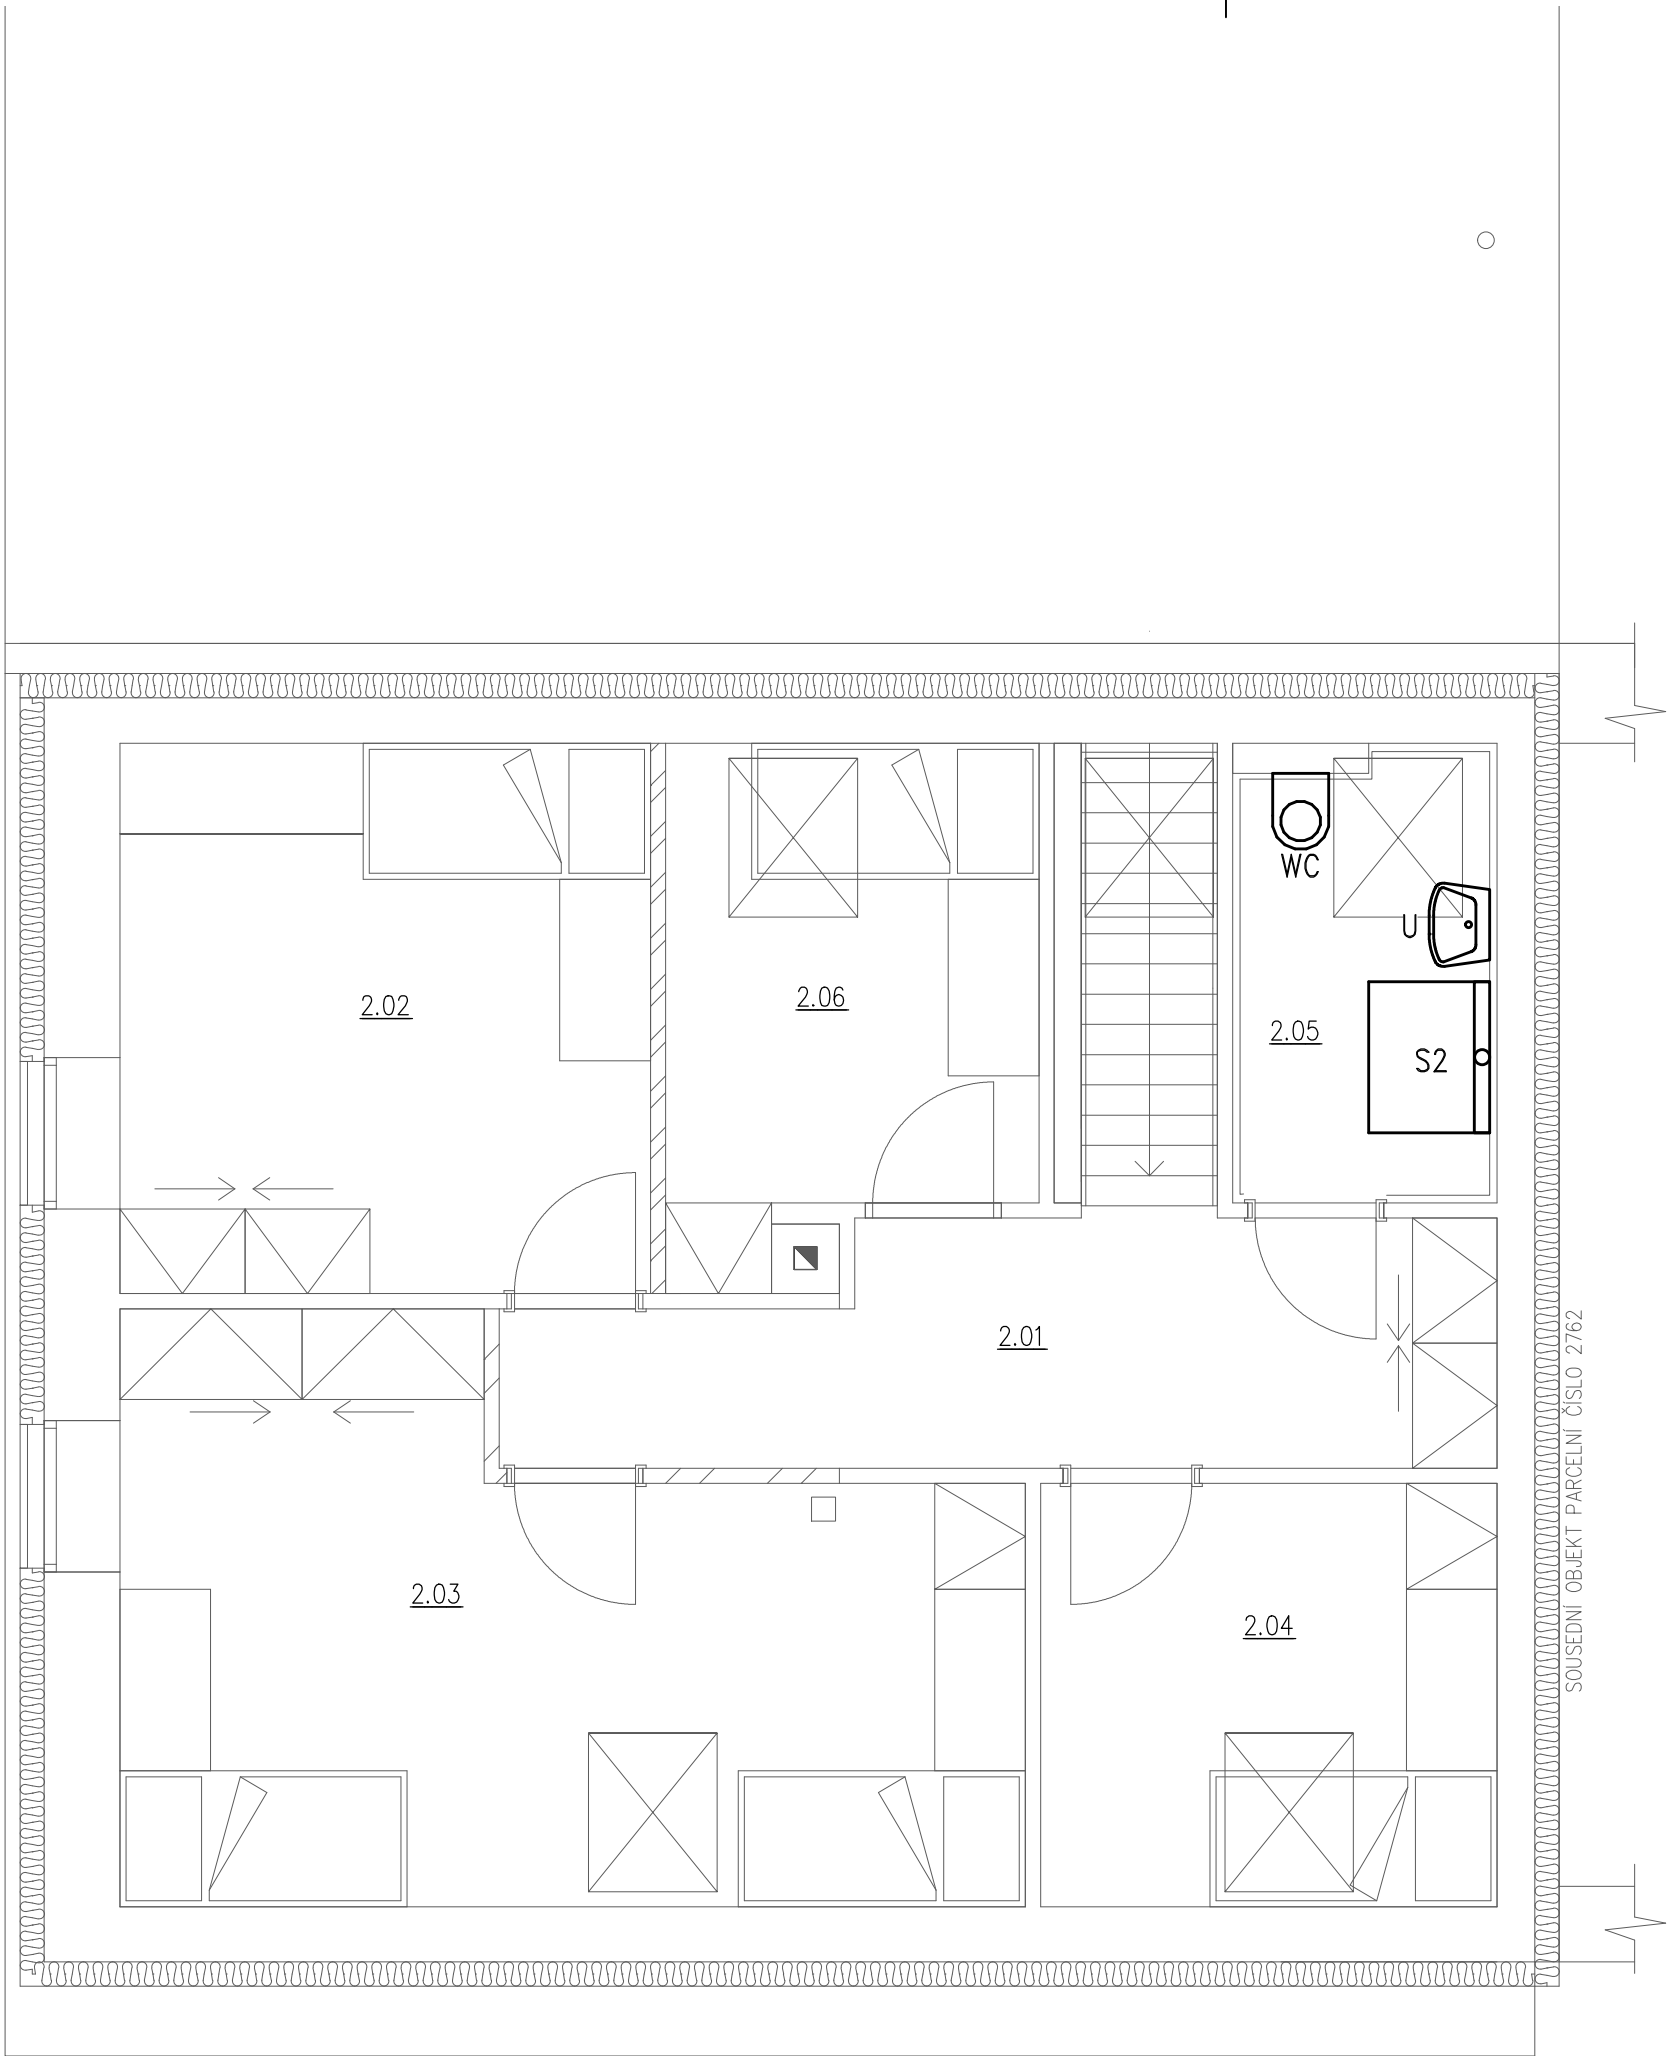 WC
U
2.02
2.06
2.05
S2
2.01
2.03
2.04
SOUSEDNÍ OBJEKT PARCELNÍ ČÍSLO 2762